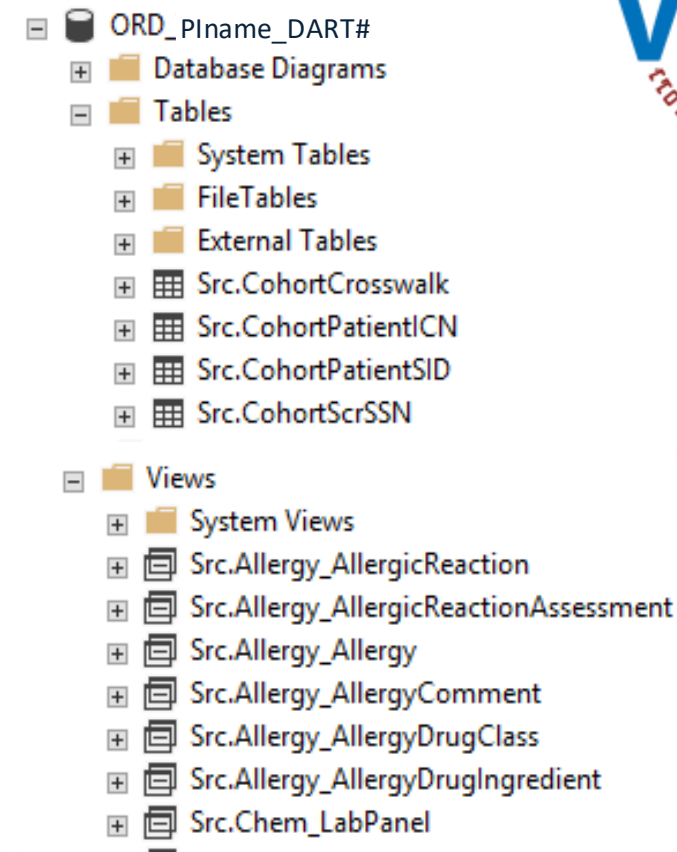 ORD_PIname_DART#
Database Diagrams
Tables
System Tables
FileTables
External Tables
Src.CohortCrosswalk
Src.CohortPatientICN
Src.CohortPatientSID
Src.CohortScrSSN
Views
System Views
Src.Allergy_AllergicReaction
Src.Allergy_AllergicReactionAssessment
Src.Allergy_Allergy
Src.Allergy_AllergyComment
Src.Allergy_AllergyDrugClass
Src.Allergy_AllergyDrugIngredient
Src.Chem_LabPanel